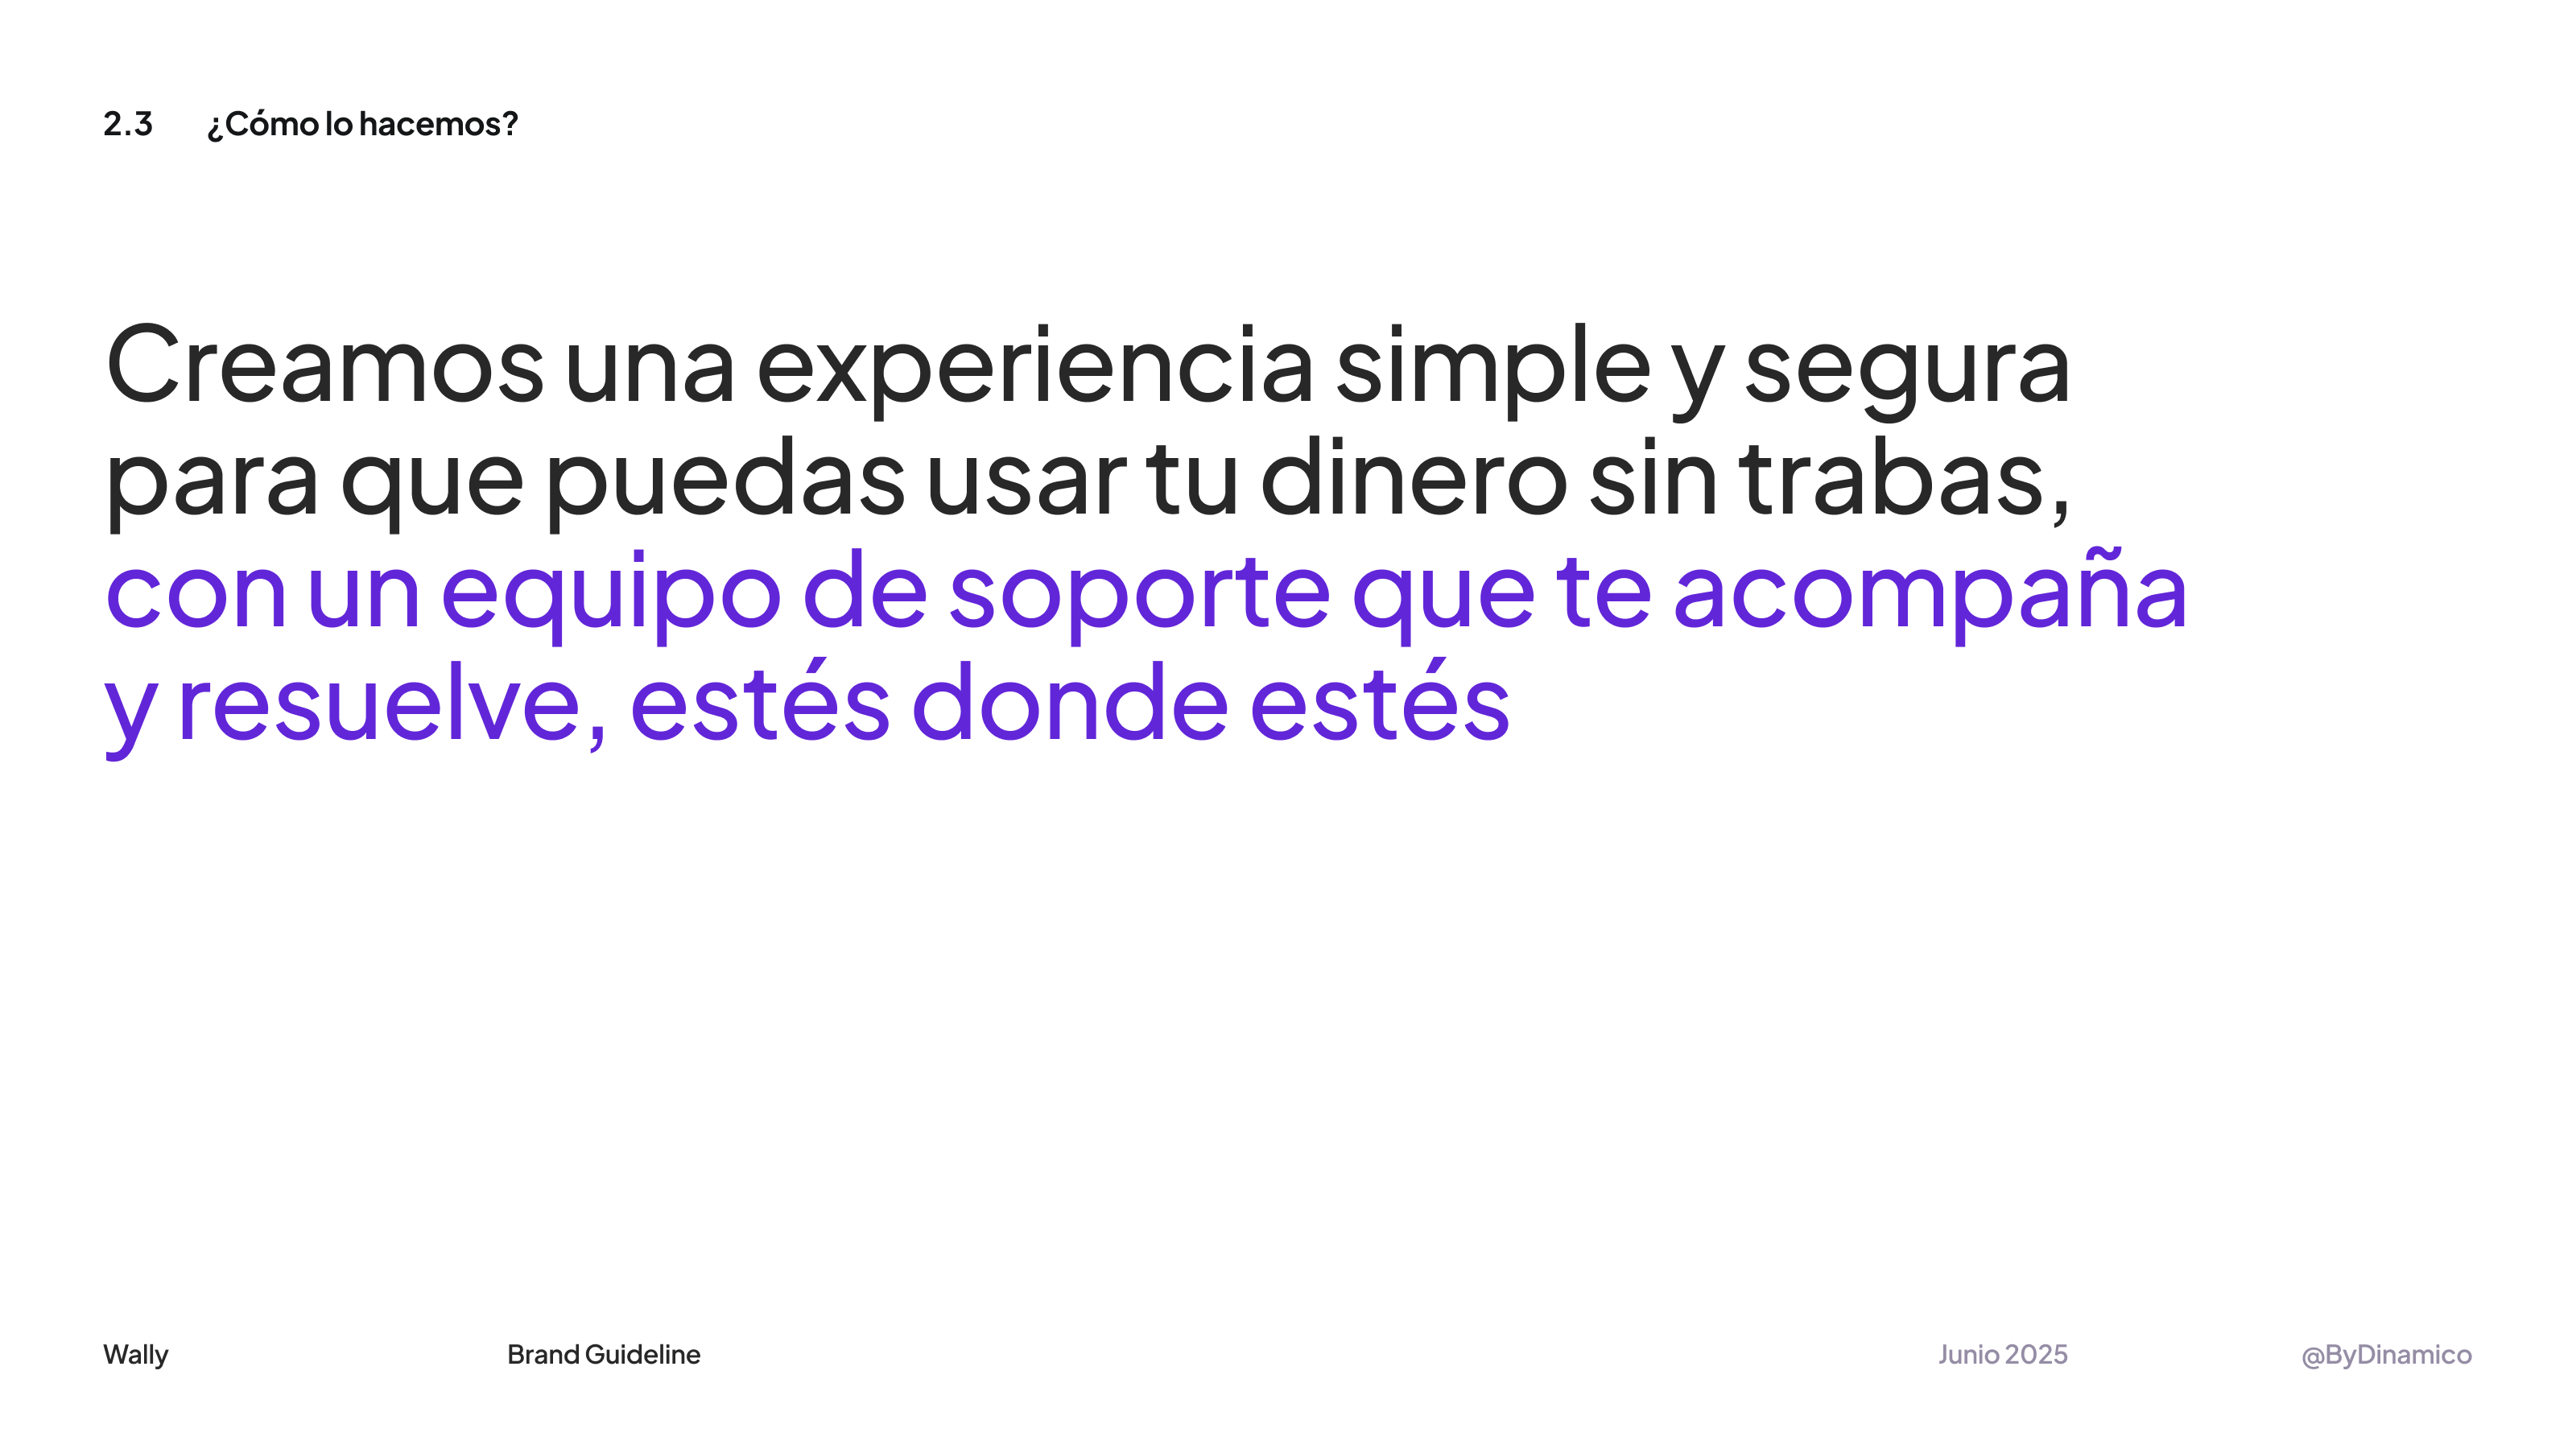 2.3 ¿Cómo lo hacemos?
Creamos una experiencia simple y segura
para que puedas usar tu dinero sin trabas,
con un equipo de soporte que te acompaña
y resuelve, estés donde estés
Wally Brand Guideline Junio 2025 @ByDinamico